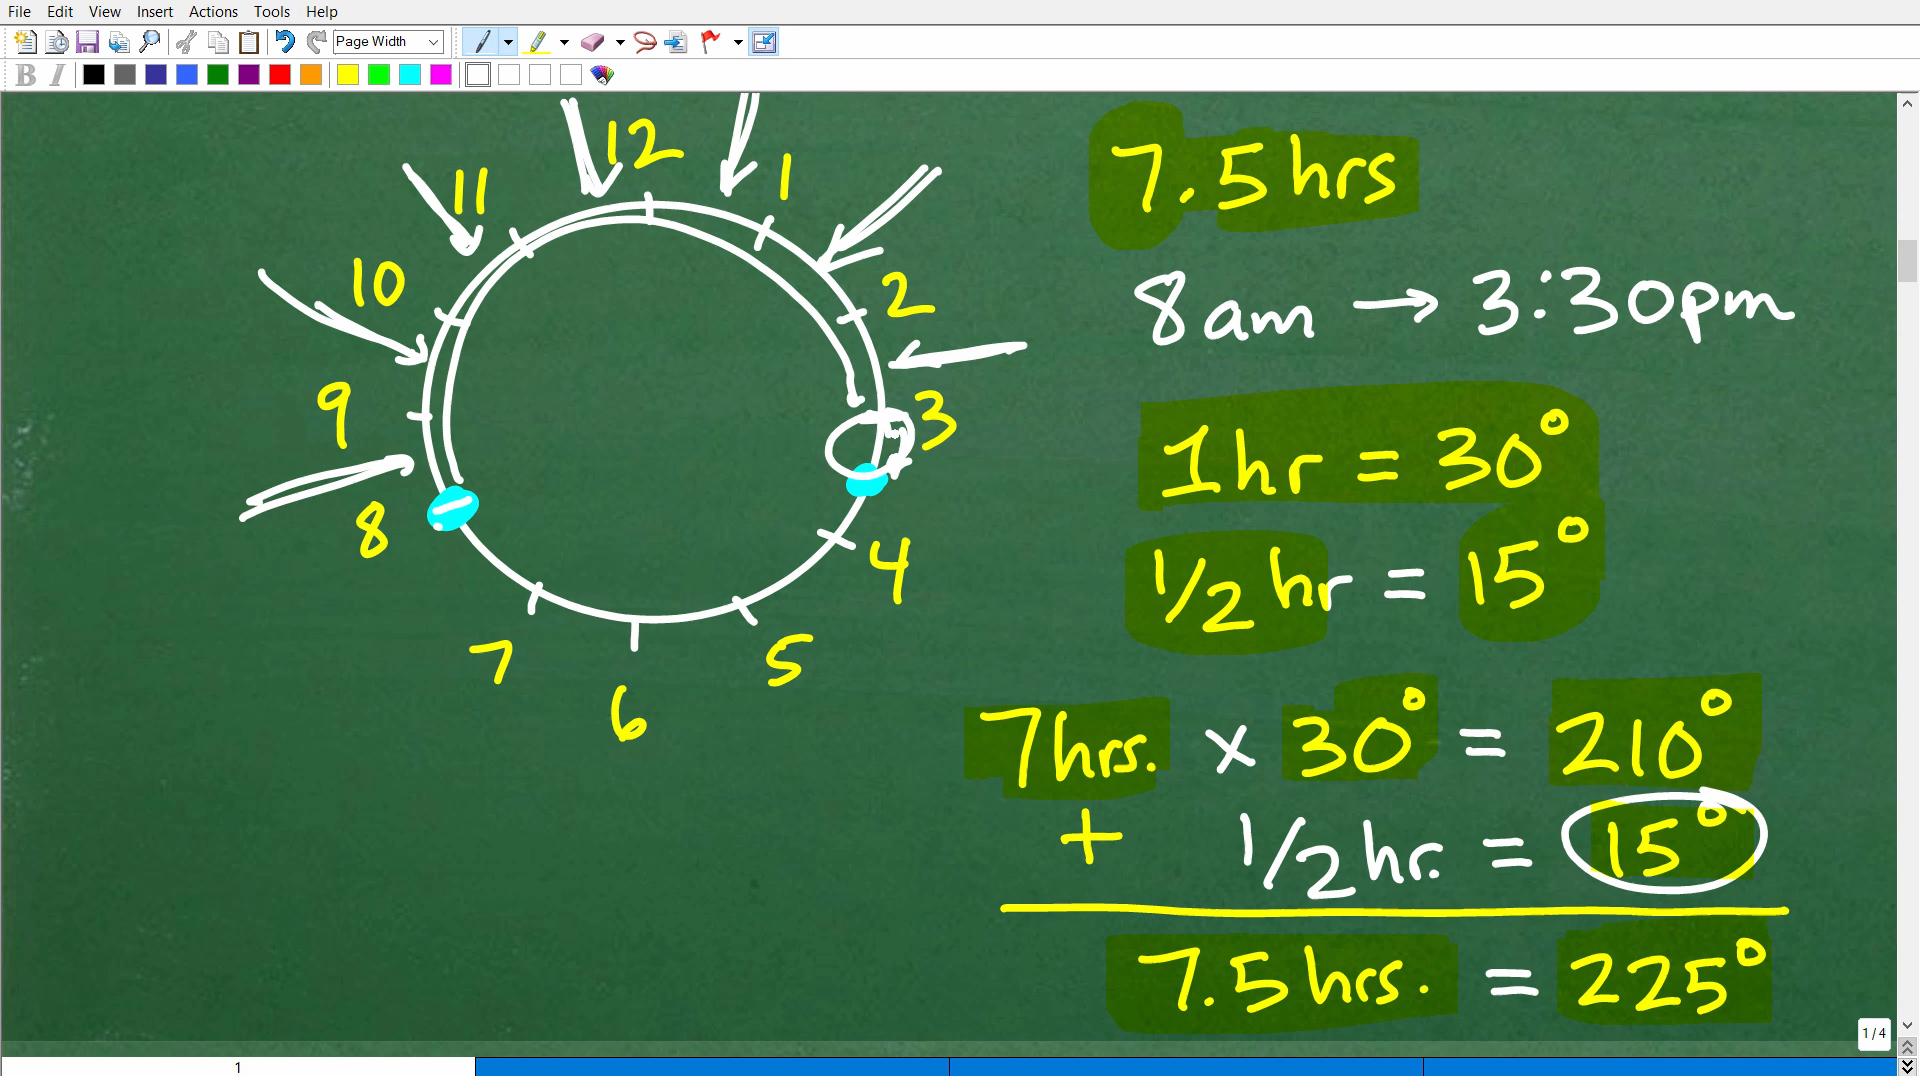 File Edit View Insert Actions Tools Help
Page Width
B I
12
1
11
10
2
9
3
8
4
7
5
6
7.5 hrs
8 am → 3:30pm
1 hr = 30°
1/2 hr = 15°
7 hrs. x 30° = 210°
+ 1/2 hr. = 15°
7.5 hrs. = 225°
1 / 4
1